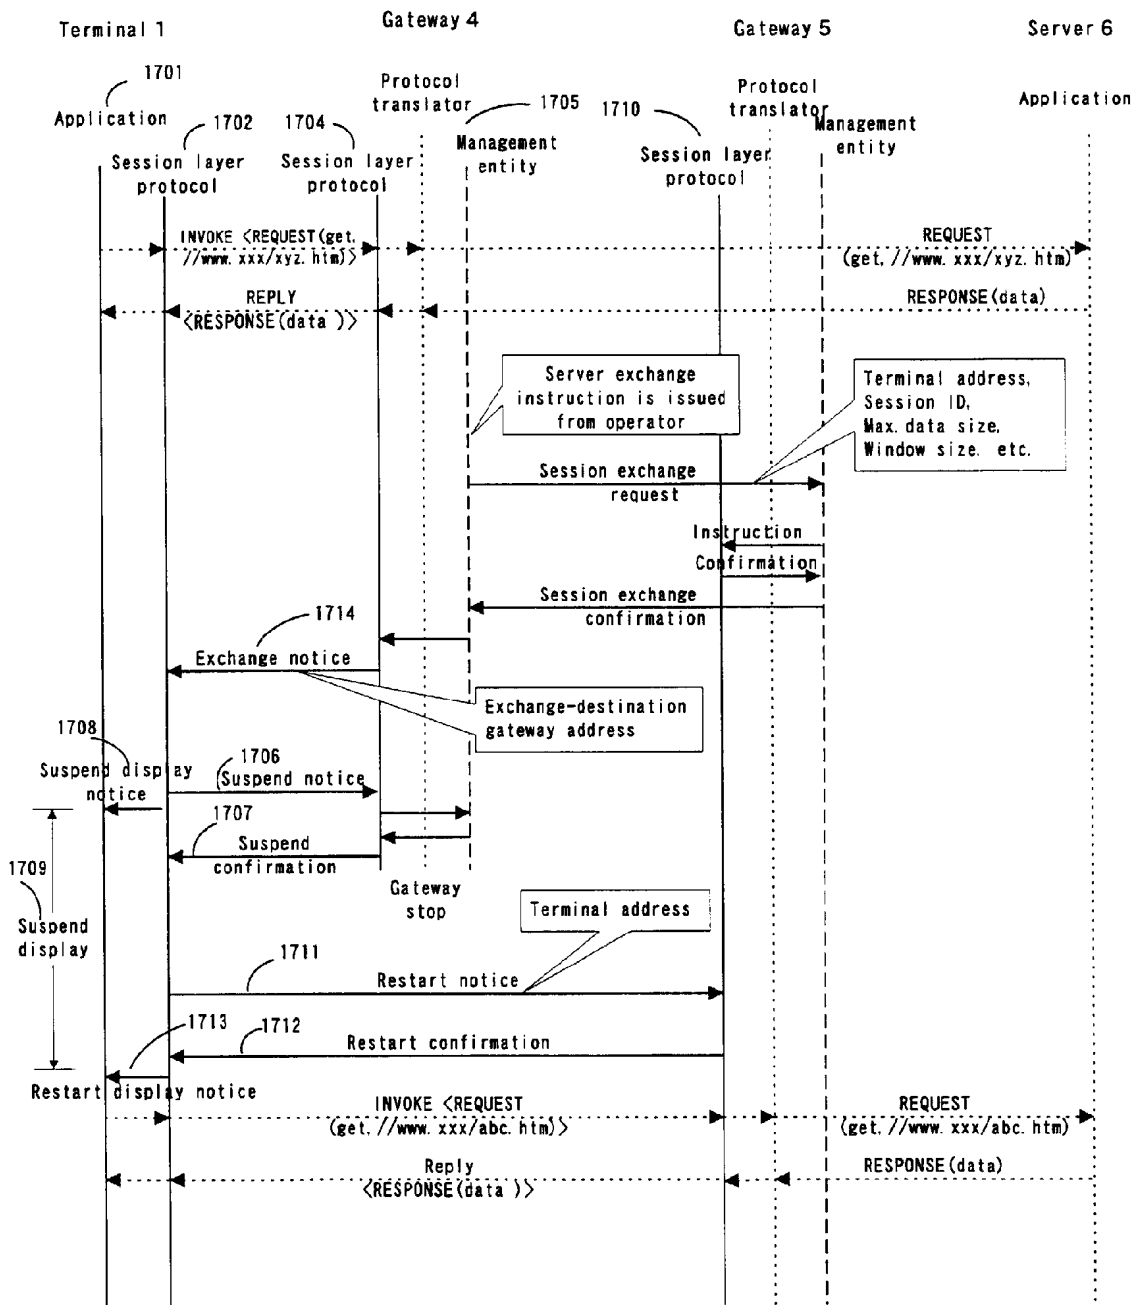 Terminal 1
Gateway 4
Gateway 5
Server 6
1701
Application
1702
Session layer
protocol
1704
Session layer
protocol
Protocol
translator
1705
Management
entity
1710
Session layer
protocol
Protocol
translator
Management
entity
Application
INVOKE <REQUEST(get.
//www.xxx/xyz.htm)>
REQUEST
(get.//www.xxx/xyz.htm)
REPLY
<RESPONSE(data )>
RESPONSE(data)
Server exchange
instruction is issued
from operator
Terminal address,
Session ID,
Max.data size,
Window size. etc.
Session exchange
request
Instruction
Confirmation
Session exchange
confirmation
1714
Exchange notice
Exchange-destination
gateway address
1708
Suspend display
notice
1706
Suspend notice
1707
Suspend
confirmation
1709
Suspend
display
Gateway
stop
Terminal address
1711
Restart notice
1713
1712
Restart confirmation
Restart display notice
INVOKE <REQUEST
(get.//www.xxx/abc.htm)>
REQUEST
(get.//www.xxx/abc.htm)
Reply
<RESPONSE(data )>
RESPONSE(data)